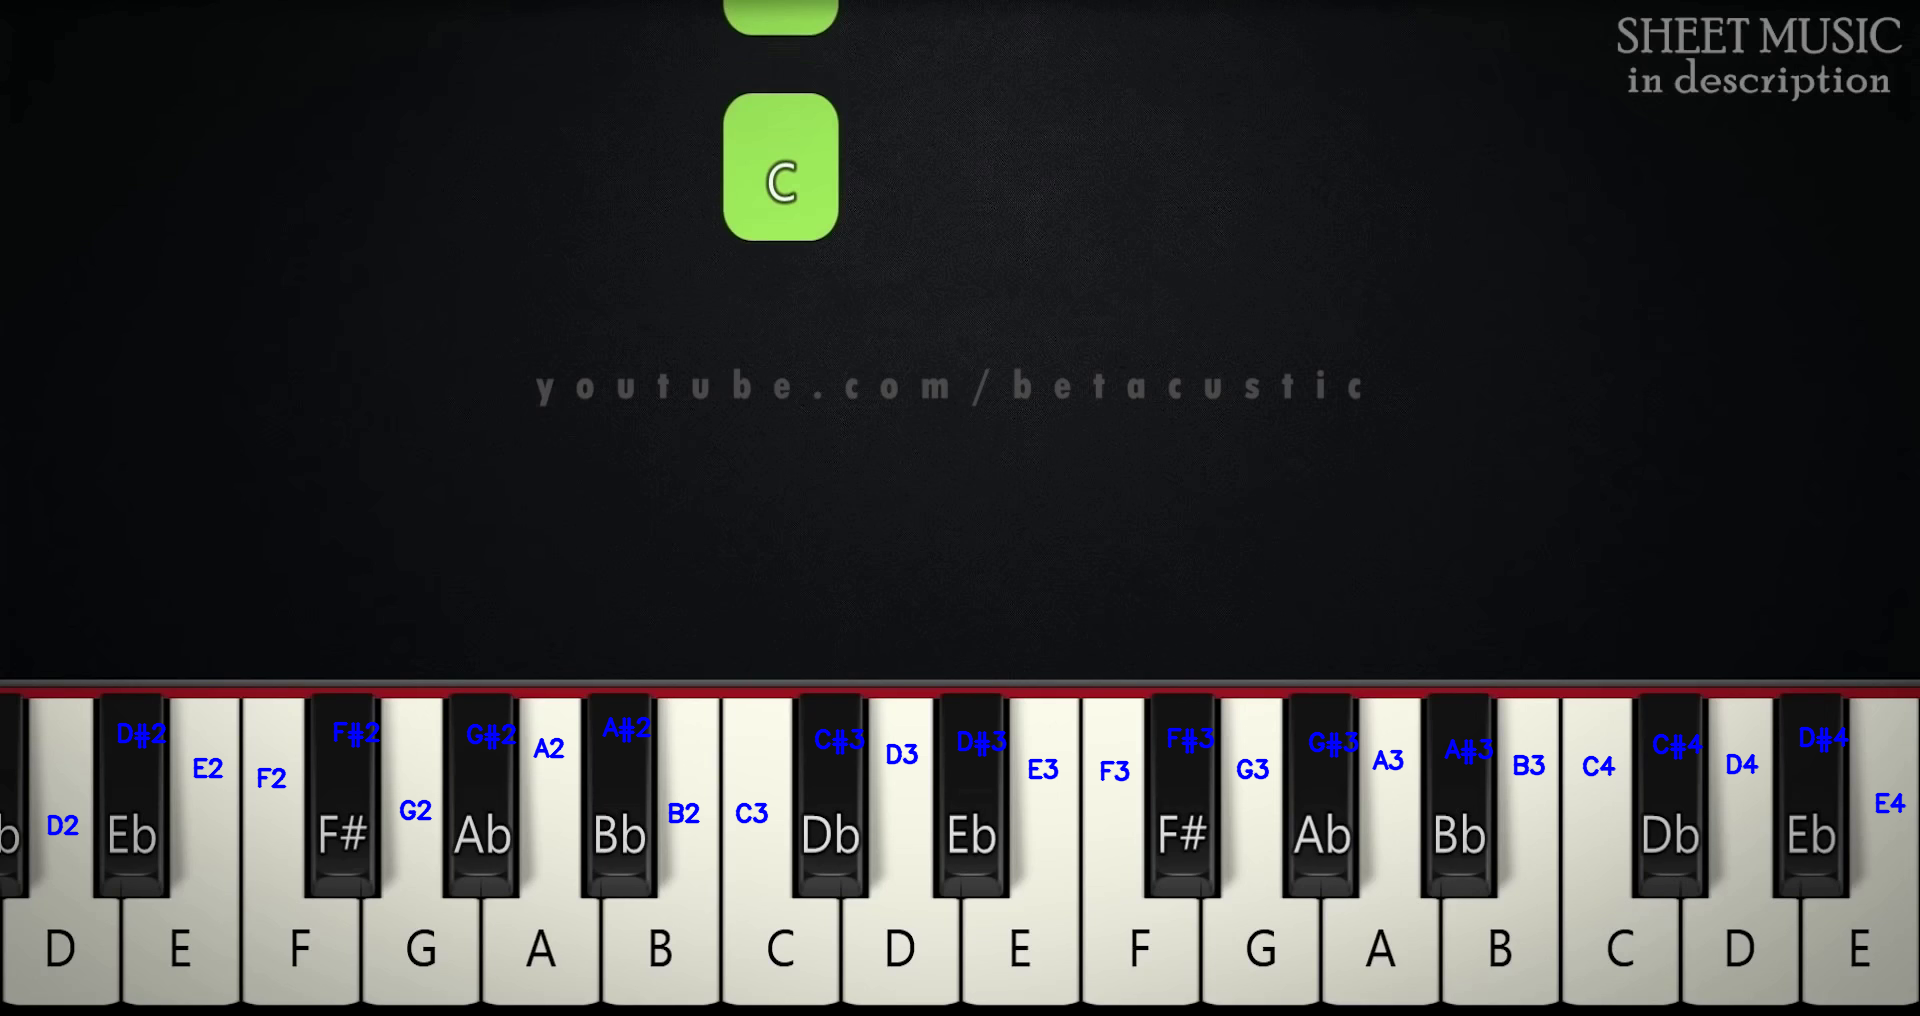 SHEET MUSIC
in description
C
youtube.com/betacustic
D#2 F#2 G#2 A2 A#2 C#3 D3 D#3 F#3 G#3 A3 A#3 C#4 D4 D#4
E2 F2 E3 F3 G3 B3 C4
D2 G2 B2 C3 E4
b Eb F# Ab Bb Db Eb F# Ab Bb Db Eb
D E F G A B C D E F G A B C D E